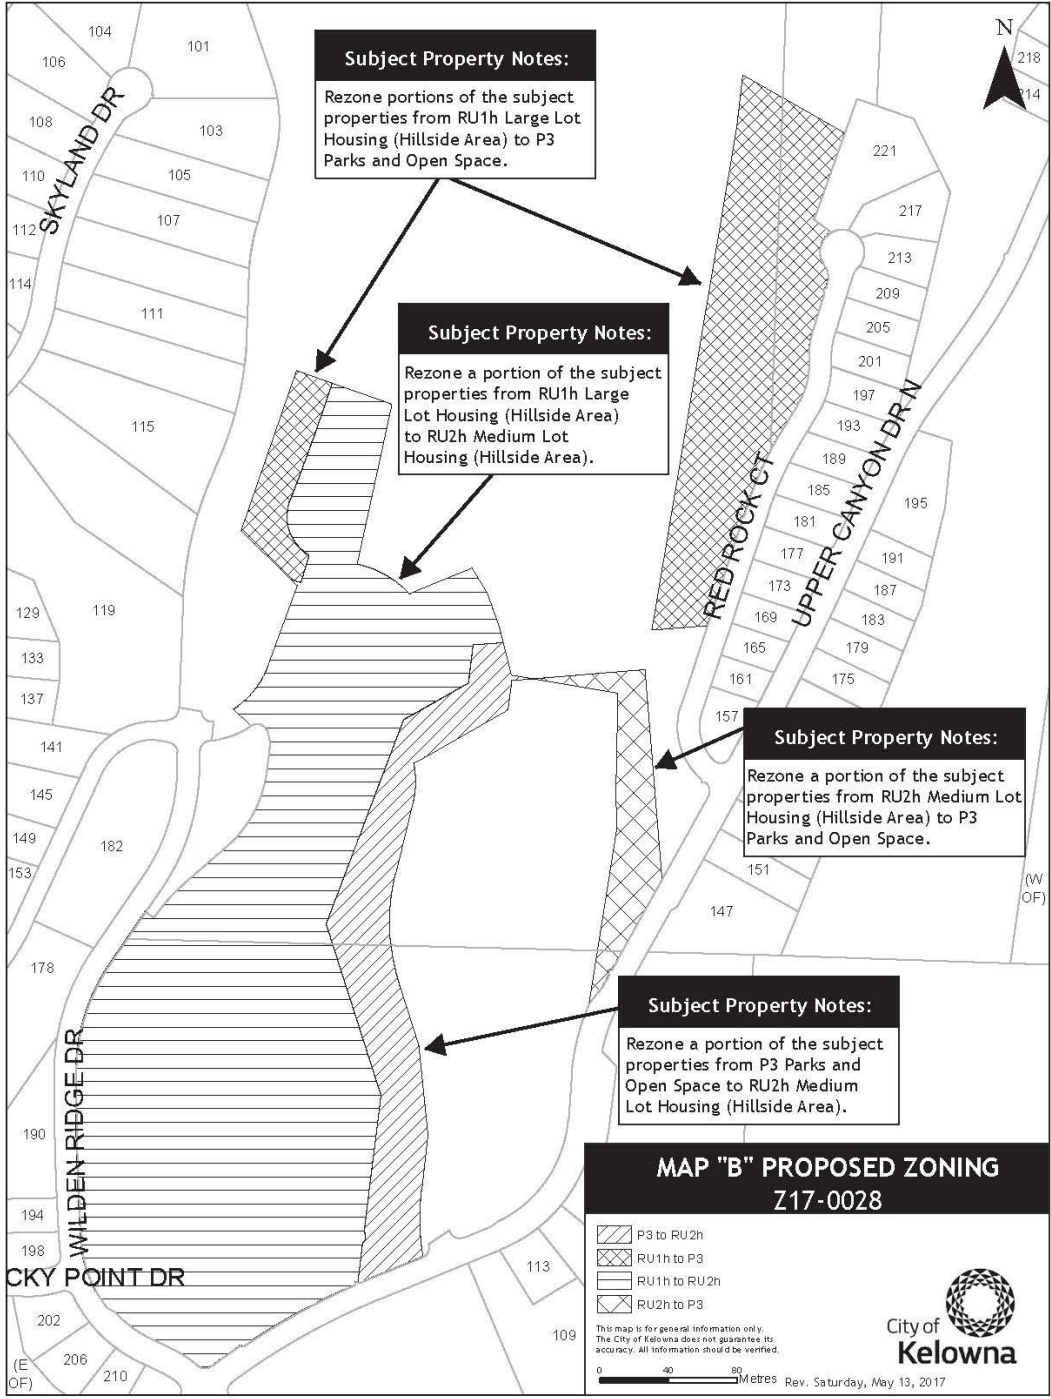 104
101
106
108
103
105
110
107
112
114
111
115
SKYLAND DR
Subject Property Notes:
Rezone portions of the subject
properties from RU1h Large Lot
Housing (Hillside Area) to P3
Parks and Open Space.
N
218
214
221
217
213
209
205
201
197
193
189
185
181
177
173
169
165
161
157
RED ROCK CT
UPPER CANYON DR N
195
191
187
183
179
175
Subject Property Notes:
Rezone a portion of the subject
properties from RU1h Large
Lot Housing (Hillside Area)
to RU2h Medium Lot
Housing (Hillside Area).
119
129
133
137
141
145
149
153
182
178
190
194
198
WILDEN RIDGE DR
CKY POINT DR
202
206
210
(E
OF)
Subject Property Notes:
Rezone a portion of the subject
properties from RU2h Medium Lot
Housing (Hillside Area) to P3
Parks and Open Space.
151
147
(W
OF)
Subject Property Notes:
Rezone a portion of the subject
properties from P3 Parks and
Open Space to RU2h Medium
Lot Housing (Hillside Area).
113
109
MAP "B" PROPOSED ZONING
Z17-0028
P3 to RU2h
RU1h to P3
RU1h to RU2h
RU2h to P3
This map is for general information only.
The City of Kelowna does not guarantee its
accuracy. All information should be verified.
0 40 80 Metres
Rev. Saturday, May 13, 2017
City of
Kelowna